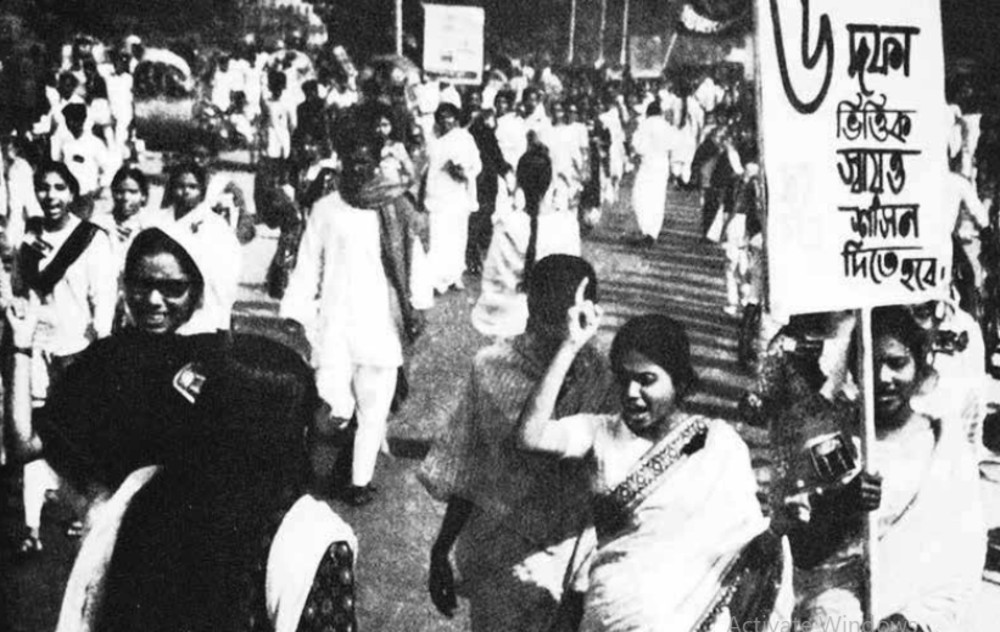 ৬ দফা
ভিত্তিক
স্বায়ত্ত
শাসন
দিতে হবে।
Activate Windows